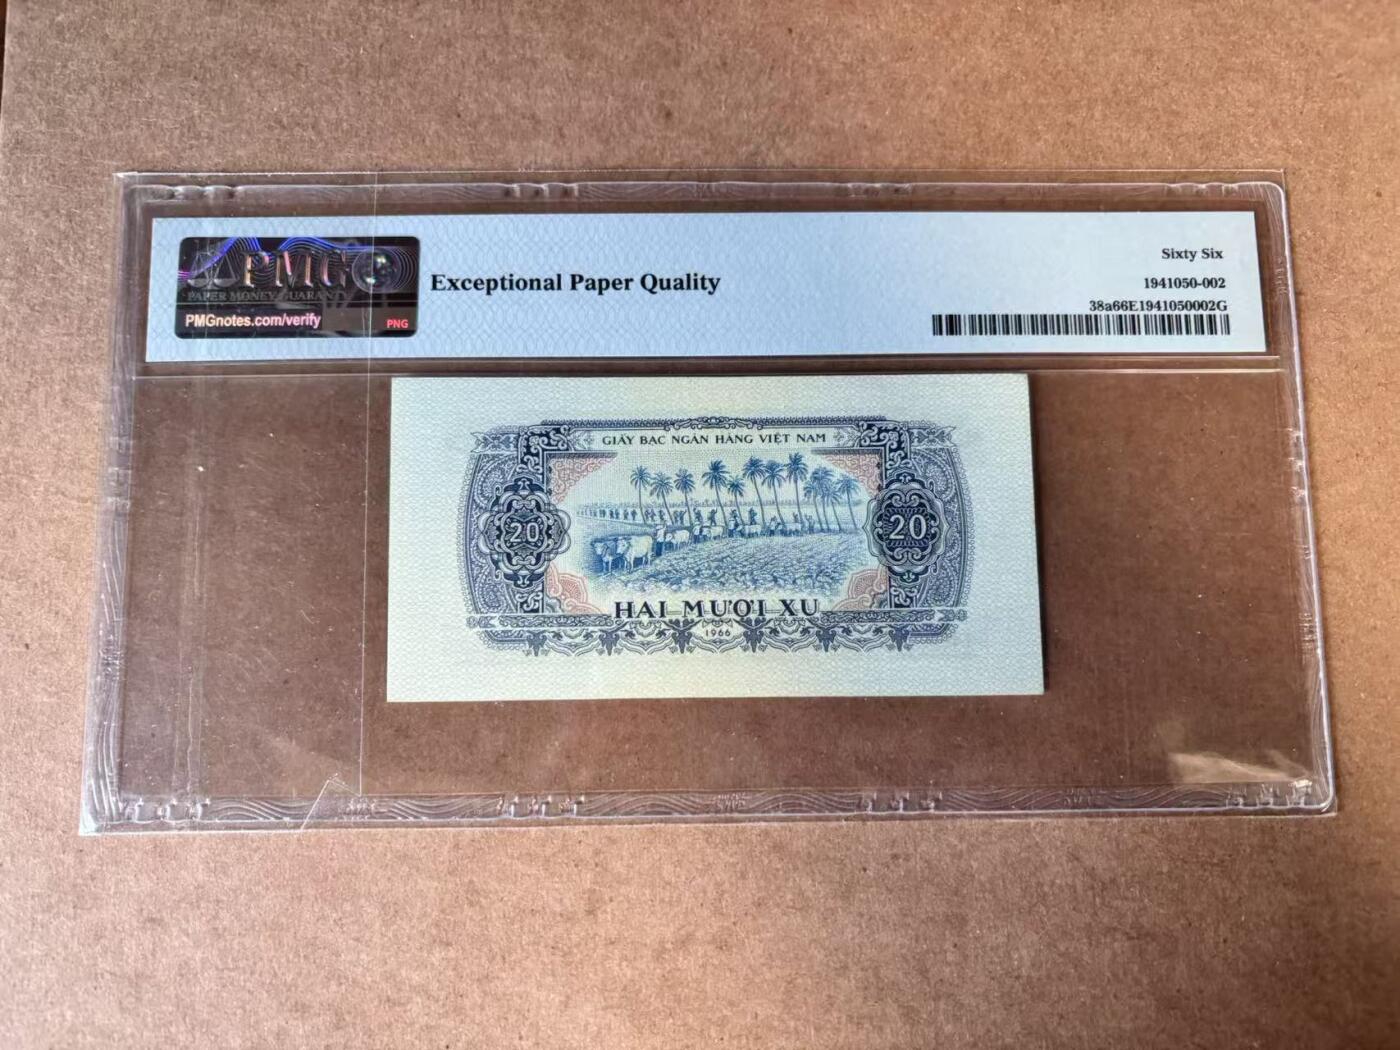 PMG
PAPER MONEY GUARANTY
PMGnotes.com/verify
PNG
Exceptional Paper Quality
Sixty Six
1941050-002
38a66E1941050002G
GIẤY BẠC NGÂN HÀNG VIỆT NAM
20
20
HAI MƯƠI XU
1966